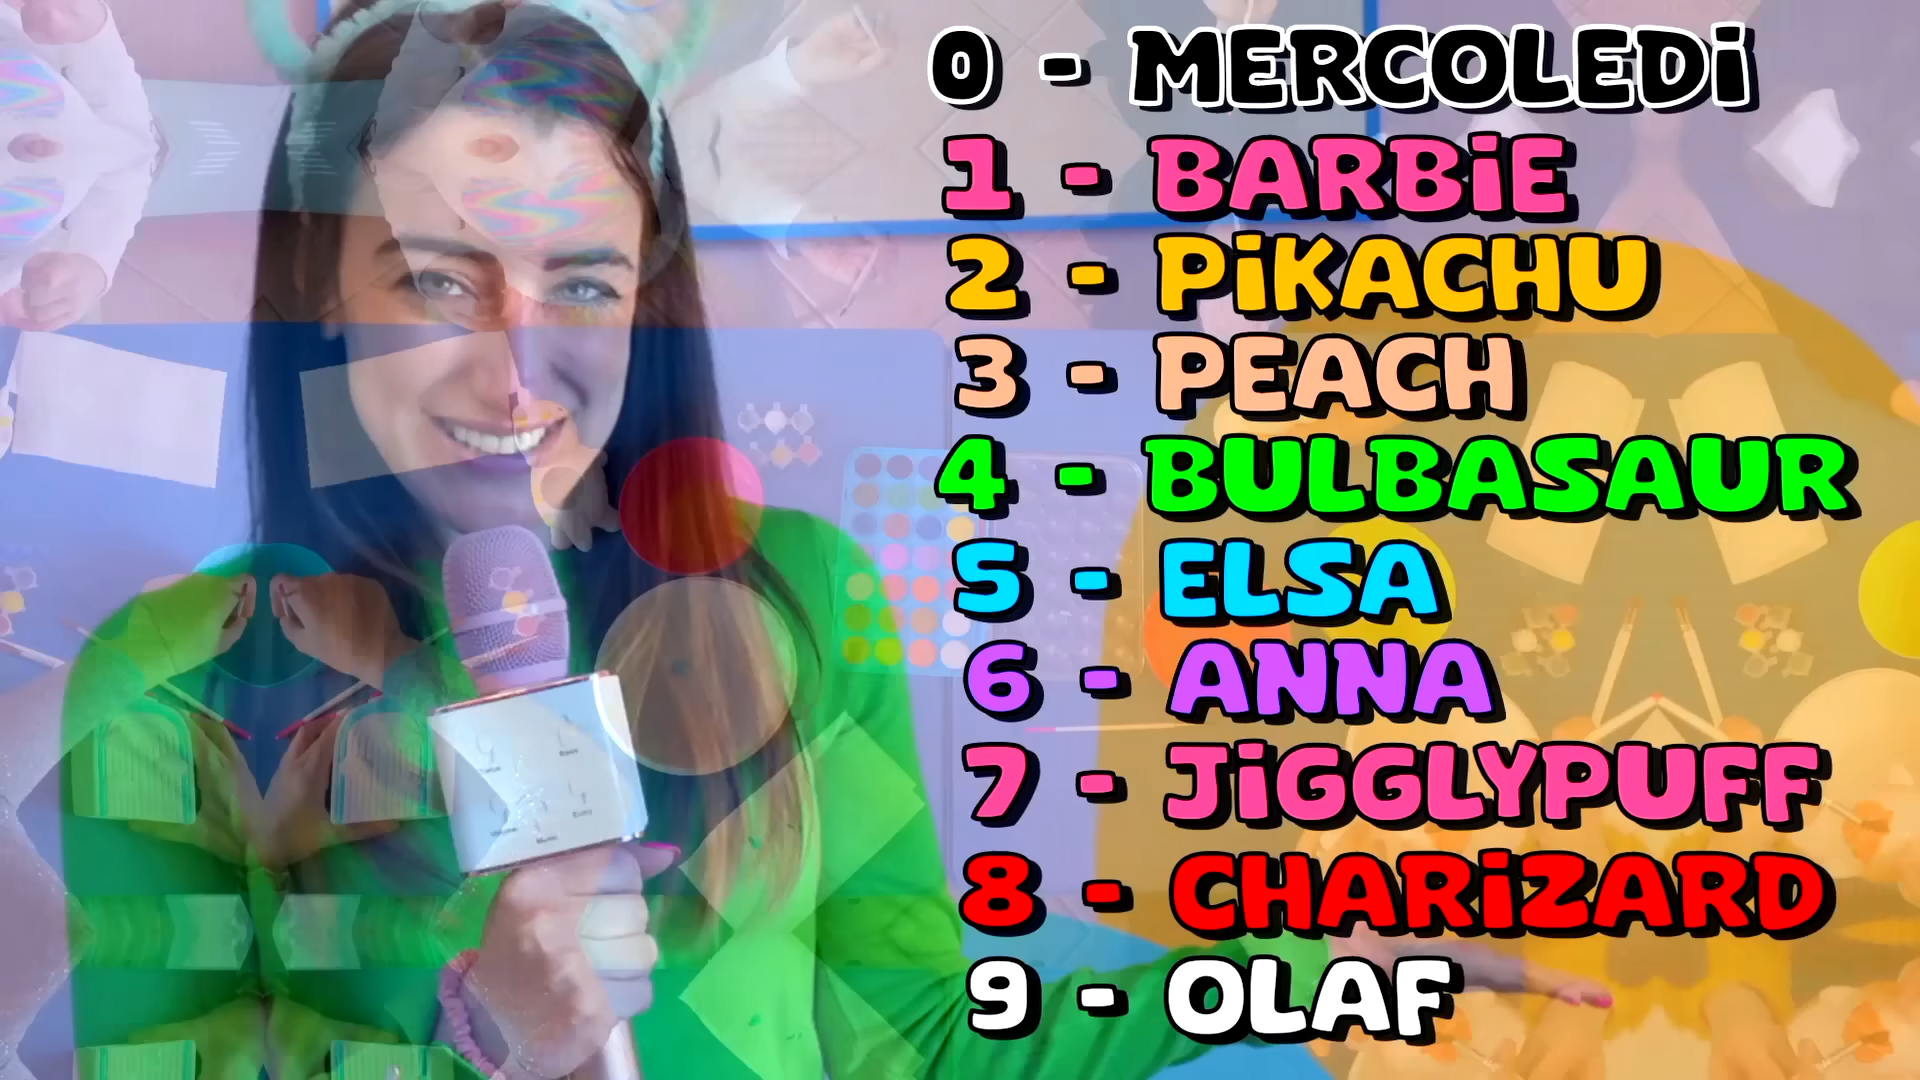 0 - MERCOLEDì
1 - BARBiE
2 - PiKACHU
3 - PEACH
4 - BULBASAUR
5 - ELSA
6 - ANNA
7 - JiGGLYPUFF
8 - CHARiZARD
9 - OLAF